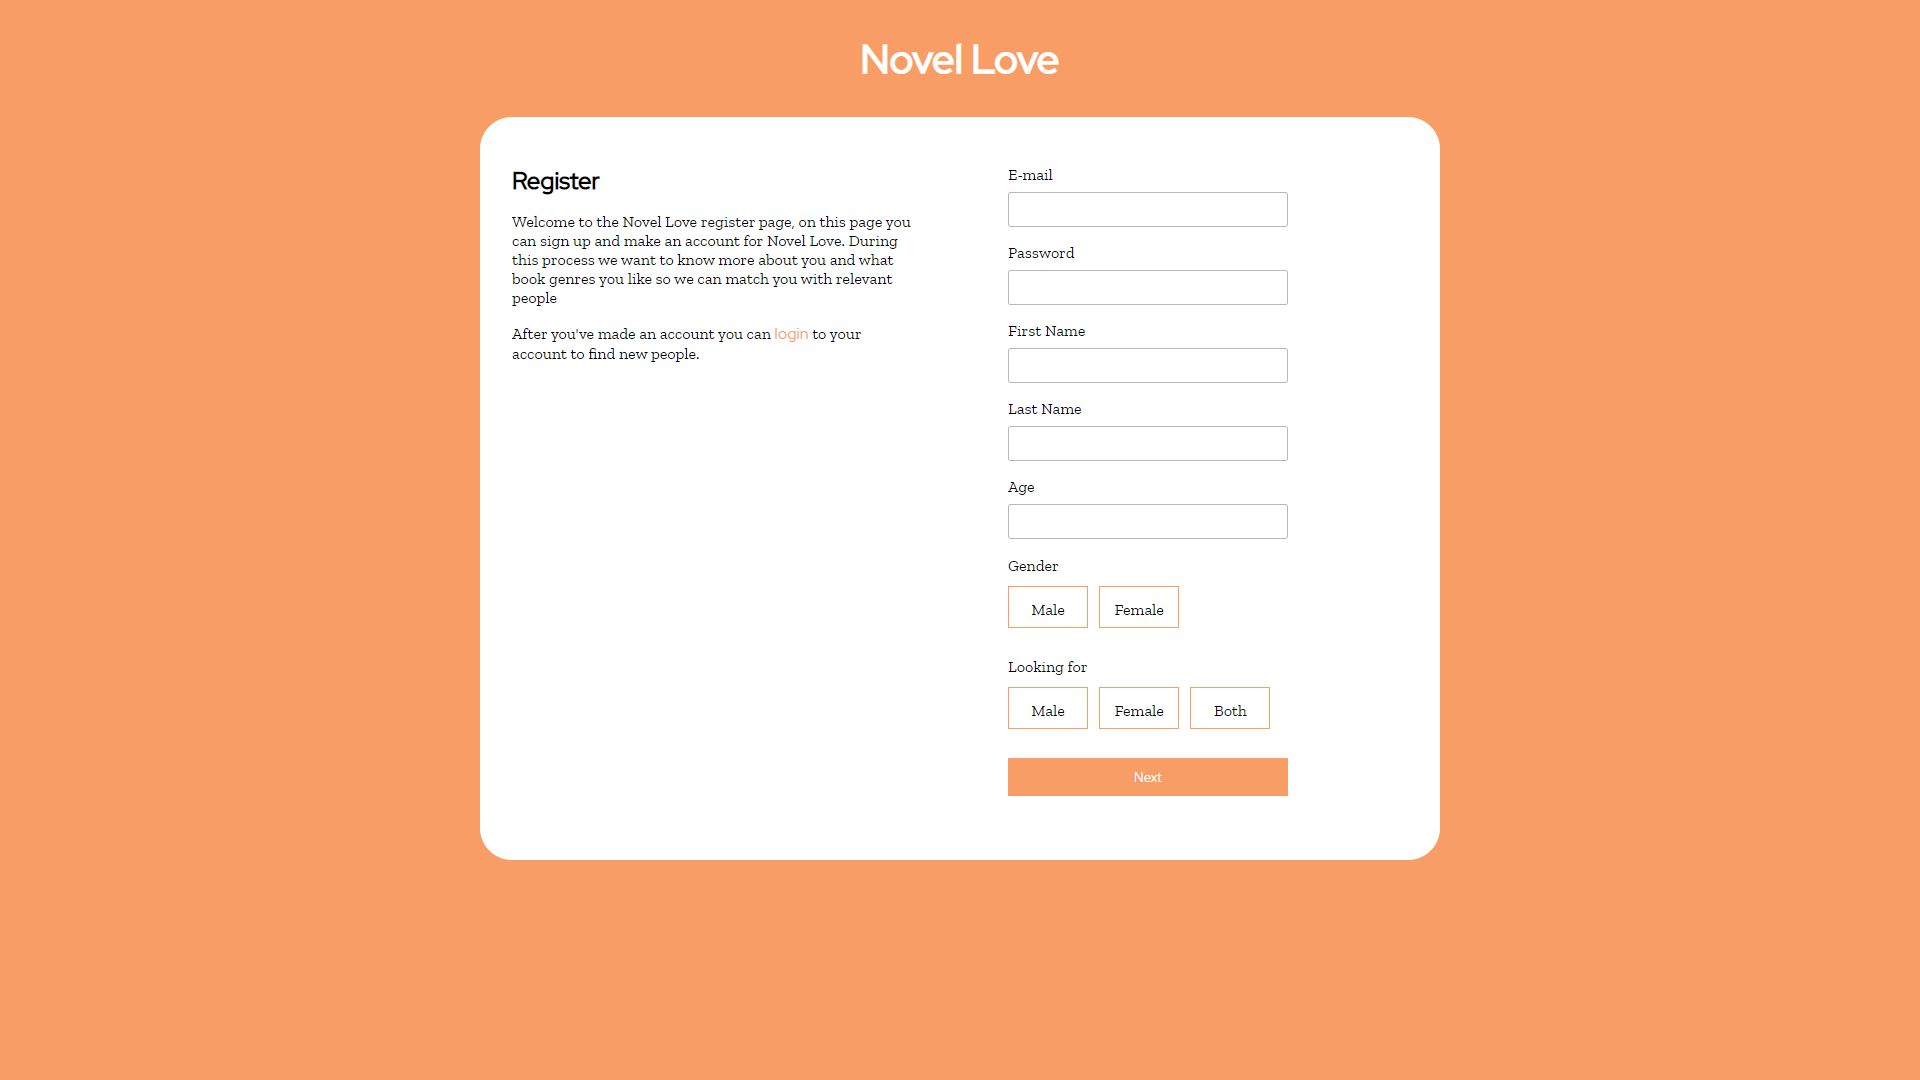 Novel Love
Register
Welcome to the Novel Love register page, on this page you
can sign up and make an account for Novel Love. During
this process we want to know more about you and what
book genres you like so we can match you with relevant
people
After you've made an account you can login to your
account to find new people.
E-mail
Password
First Name
Last Name
Age
Gender
Male Female
Looking for
Male Female Both
Next